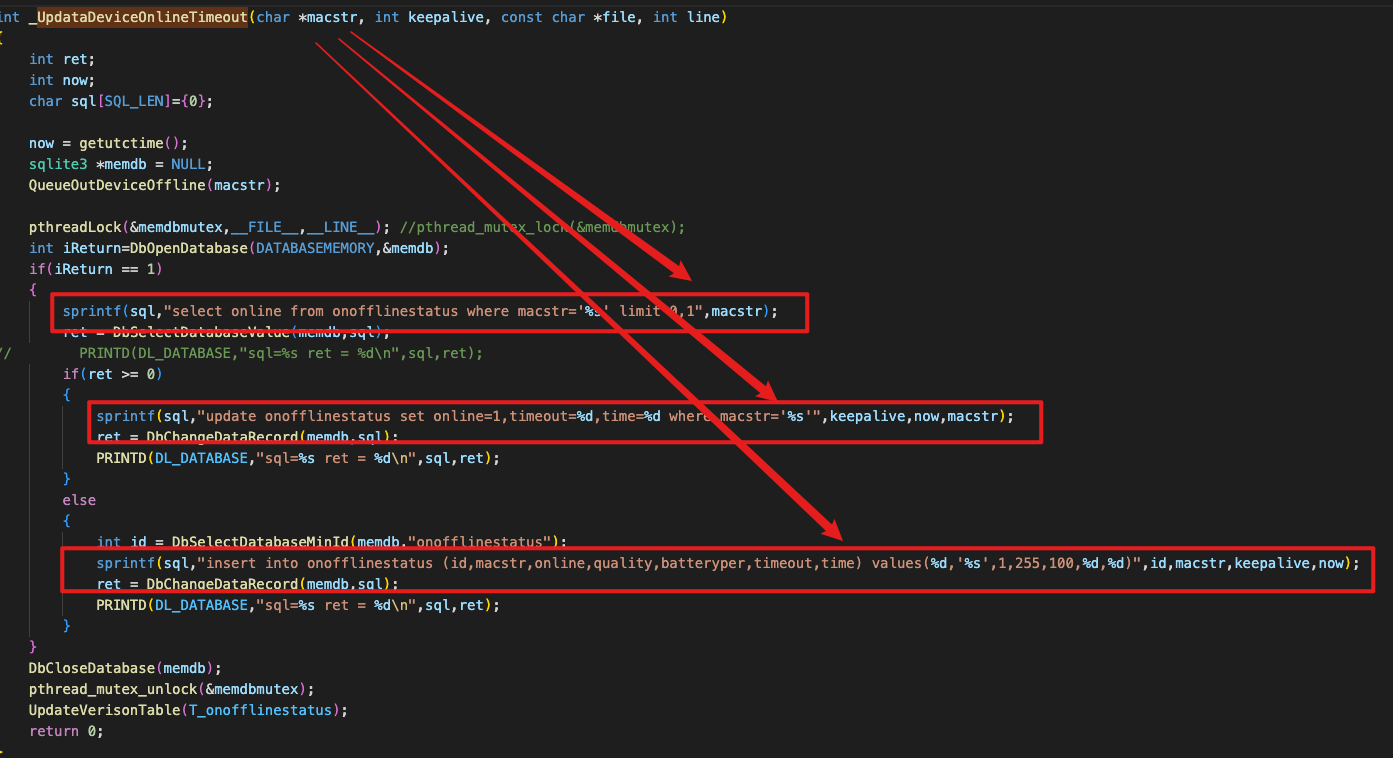 int _UpdataDeviceOnlineTimeout(char *macstr, int keepalive, const char *file, int line)
{
int ret;
int now;
char sql[SQL_LEN]={0};
now = getutctime();
sqlite3 *memdb = NULL;
QueueOutDeviceOffline(macstr);
pthreadLock(&memdbmutex,__FILE__,__LINE__); //pthread_mutex_lock(&memdbmutex);
int iReturn=DbOpenDatabase(DATABASEMEMORY,&memdb);
if(iReturn == 1)
{
sprintf(sql,"select online from onofflinestatus where macstr='%s' limit 0,1",macstr);
ret = DbSelectDatabaseValue(memdb,sql);
// PRINTD(DL_DATABASE,"sql=%s ret = %d\n",sql,ret);
if(ret >= 0)
{
sprintf(sql,"update onofflinestatus set online=1,timeout=%d,time=%d where macstr='%s'",keepalive,now,macstr);
ret = DbChangeDataRecord(memdb,sql);
PRINTD(DL_DATABASE,"sql=%s ret = %d\n",sql,ret);
}
else
{
int id = DbSelectDatabaseMinId(memdb,"onofflinestatus");
sprintf(sql,"insert into onofflinestatus (id,macstr,online,quality,batteryper,timeout,time) values(%d,'%s',1,255,100,%d,%d)",id,macstr,keepalive,now);
ret = DbChangeDataRecord(memdb,sql);
PRINTD(DL_DATABASE,"sql=%s ret = %d\n",sql,ret);
}
}
DbCloseDatabase(memdb);
pthread_mutex_unlock(&memdbmutex);
UpdateVerisonTable(T_onofflinestatus);
return 0;
}